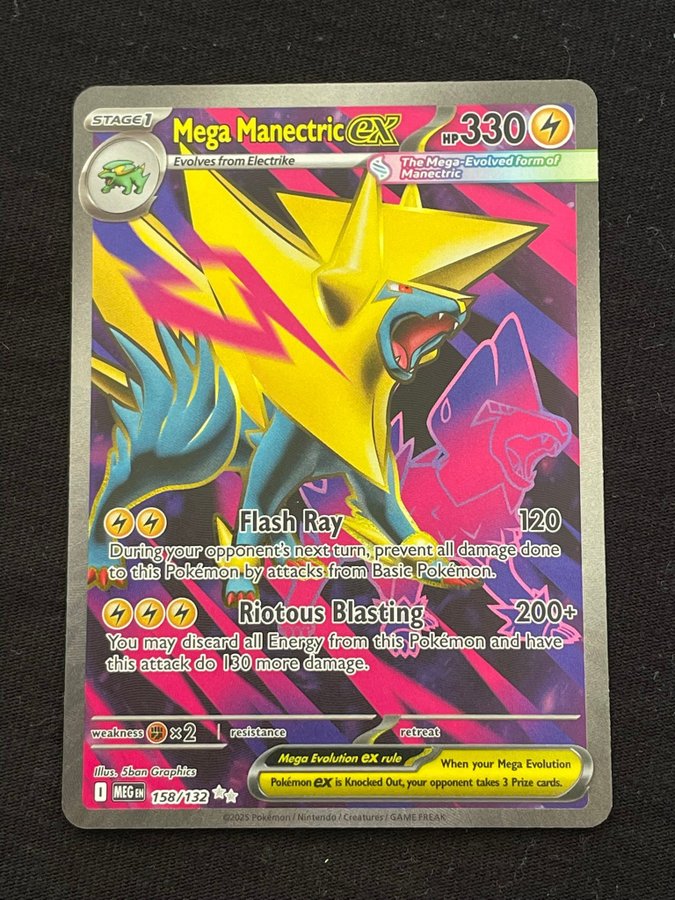 STAGE1
Mega Manectric ex
HP330
Evolves from Electrike
The Mega-Evolved form of
Manectric
Flash Ray 120
During your opponent's next turn, prevent all damage done
to this Pokémon by attacks from Basic Pokémon.
Riotous Blasting 200+
You may discard all Energy from this Pokémon and have
this attack do 130 more damage.
weakness ×2 resistance retreat
Mega Evolution ex rule
When your Mega Evolution
Pokémon ex is Knocked Out, your opponent takes 3 Prize cards.
Illus. 5ban Graphics
I MEG EN 158/132
©2025 Pokémon / Nintendo / Creatures / GAME FREAK